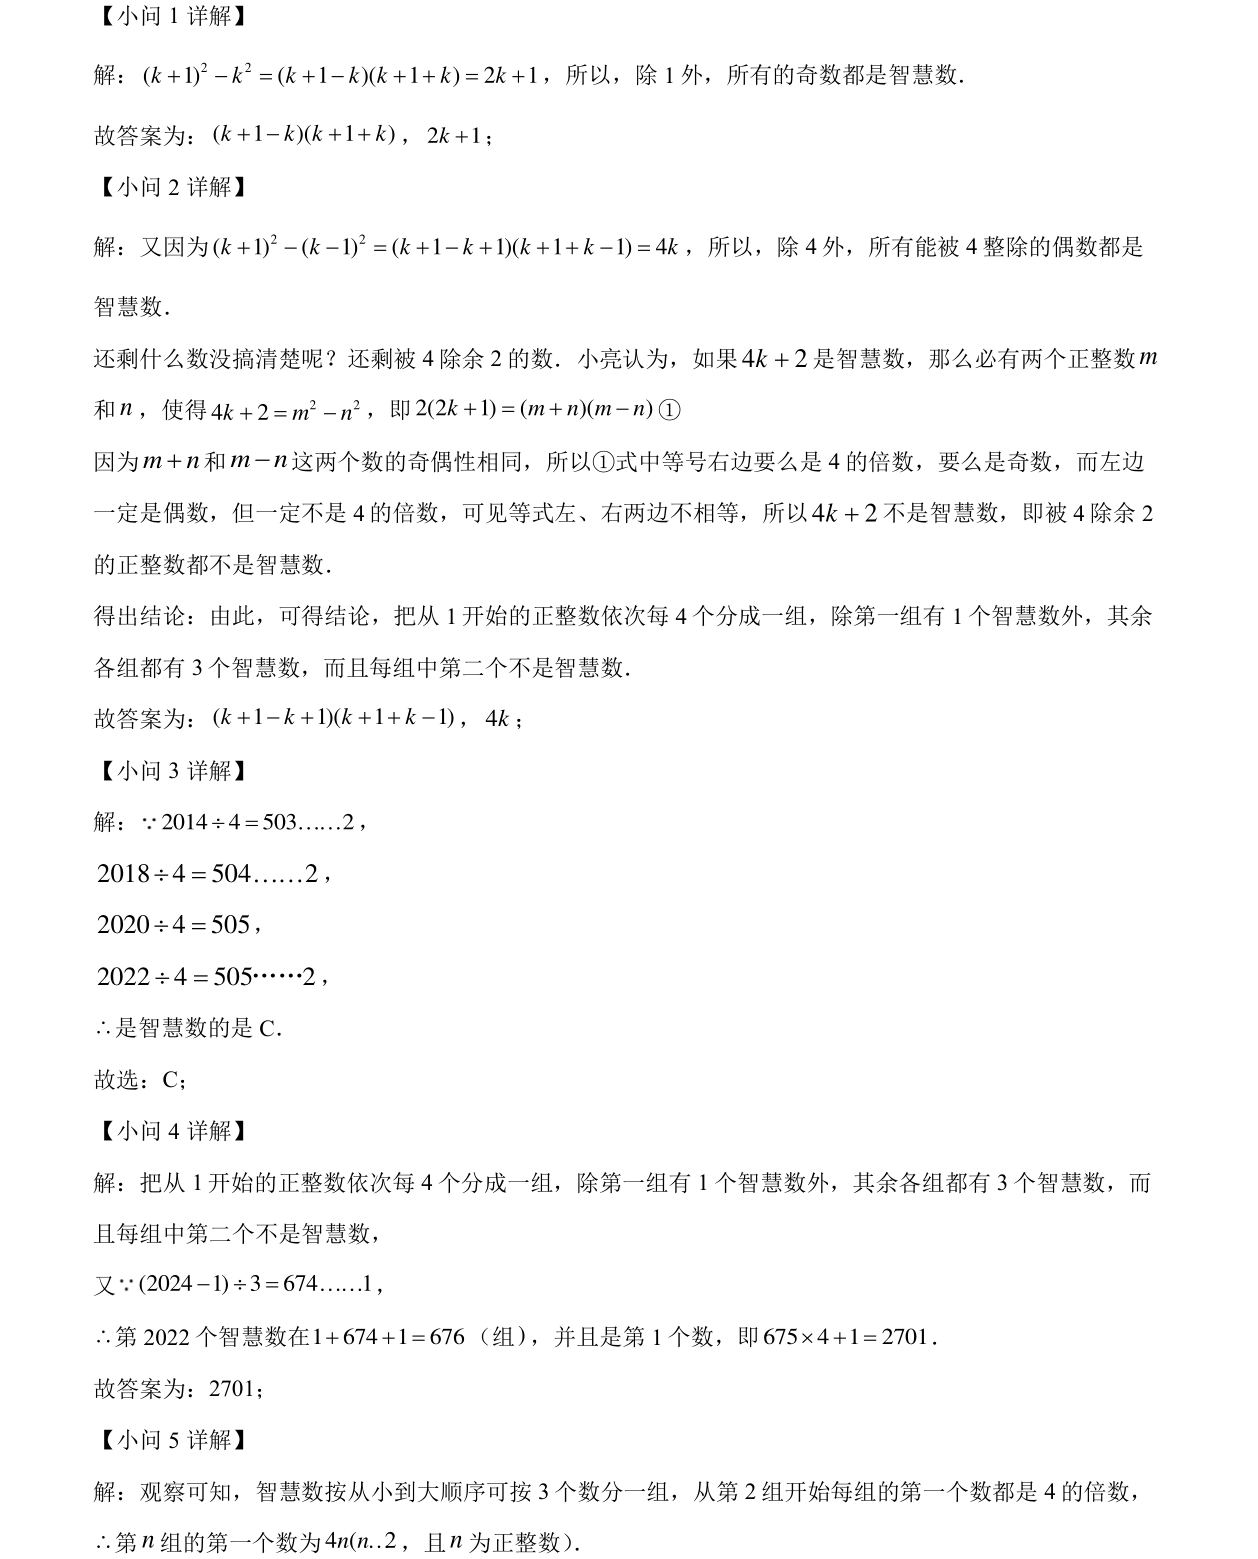 【小问 1 详解】
解：(k+1)²−k²=(k+1−k)(k+1+k)=2k+1，所以，除 1 外，所有的奇数都是智慧数．
故答案为：(k+1−k)(k+1+k)，2k+1；
【小问 2 详解】
解：又因为(k+1)²−(k−1)²=(k+1−k+1)(k+1+k−1)=4k，所以，除 4 外，所有能被 4 整除的偶数都是
智慧数．
还剩什么数没搞清楚呢？还剩被 4 除余 2 的数．小亮认为，如果 4k+2 是智慧数，那么必有两个正整数 m
和 n，使得 4k+2=m²−n²，即 2(2k+1)=(m+n)(m−n)①
因为 m+n 和 m−n 这两个数的奇偶性相同，所以①式中等号右边要么是 4 的倍数，要么是奇数，而左边
一定是偶数，但一定不是 4 的倍数，可见等式左、右两边不相等，所以 4k+2 不是智慧数，即被 4 除余 2
的正整数都不是智慧数．
得出结论：由此，可得结论，把从 1 开始的正整数依次每 4 个分成一组，除第一组有 1 个智慧数外，其余
各组都有 3 个智慧数，而且每组中第二个不是智慧数．
故答案为：(k+1−k+1)(k+1+k−1)，4k；
【小问 3 详解】
解：∵2014÷4=503……2，
2018÷4=504……2，
2020÷4=505，
2022÷4=505……2，
∴是智慧数的是 C．
故选：C；
【小问 4 详解】
解：把从 1 开始的正整数依次每 4 个分成一组，除第一组有 1 个智慧数外，其余各组都有 3 个智慧数，而
且每组中第二个不是智慧数，
又∵(2024−1)÷3=674……1，
∴第 2022 个智慧数在 1+674+1=676（组），并且是第 1 个数，即 675×4+1=2701．
故答案为：2701；
【小问 5 详解】
解：观察可知，智慧数按从小到大顺序可按 3 个数分一组，从第 2 组开始每组的第一个数都是 4 的倍数，
∴第 n 组的第一个数为 4n(n..2，且 n 为正整数）．